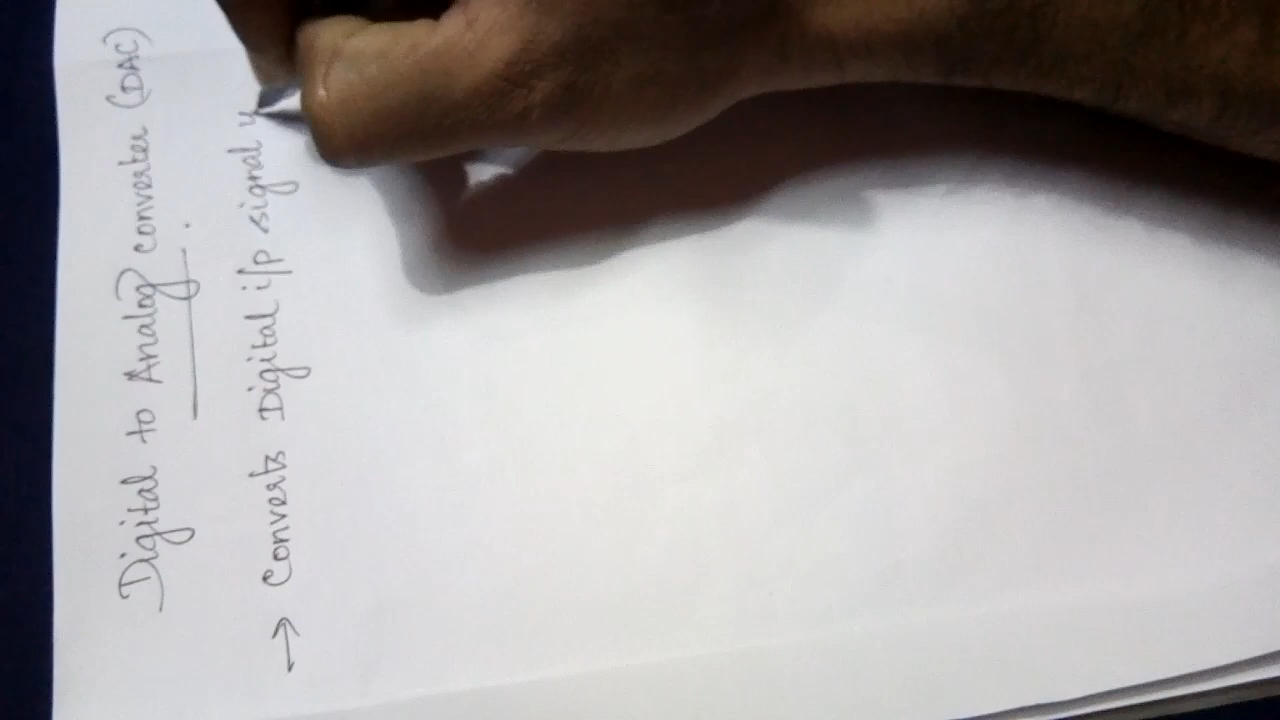 Digital to Analog converter (DAC)
→ Converts Digital i/p signal